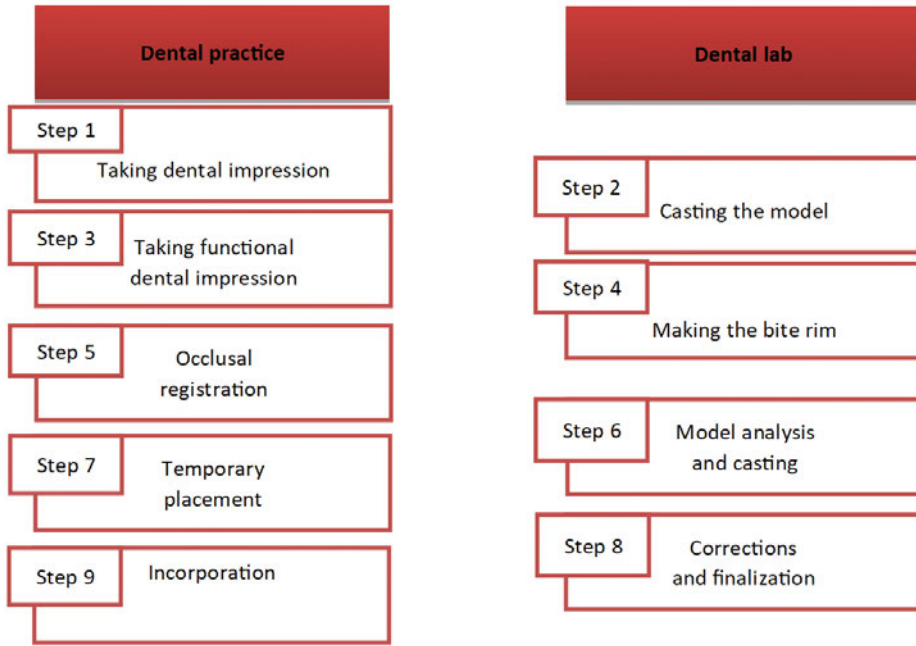 Dental practice
Step 1
Taking dental impression
Step 3
Taking functional
dental impression
Step 5
Occlusal
registration
Step 7
Temporary
placement
Step 9
Incorporation
Dental lab
Step 2
Casting the model
Step 4
Making the bite rim
Step 6
Model analysis
and casting
Step 8
Corrections
and finalization